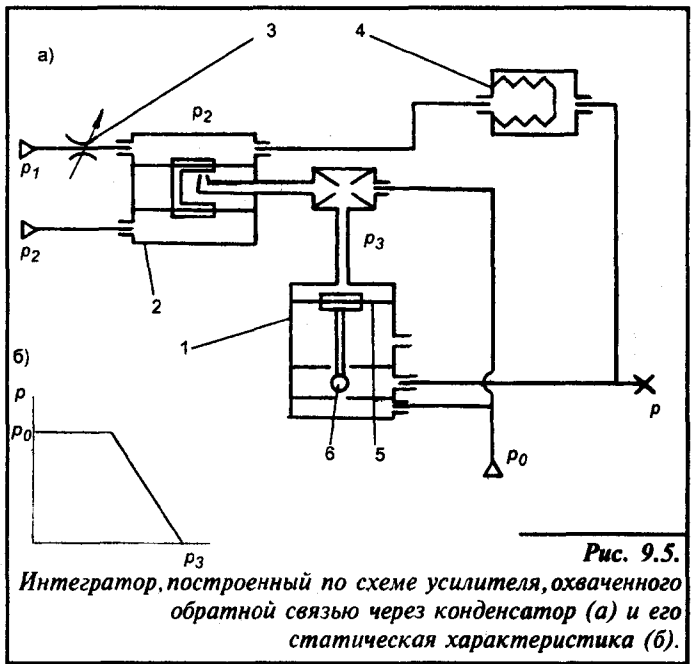 а)
3
4
p2
p1
p2
2
p3
1
6
5
p0
p
б)
p
p0
p3
Рис. 9.5.
Интегратор, построенный по схеме усилителя, охваченного
обратной связью через конденсатор (а) и его
статическая характеристика (б).